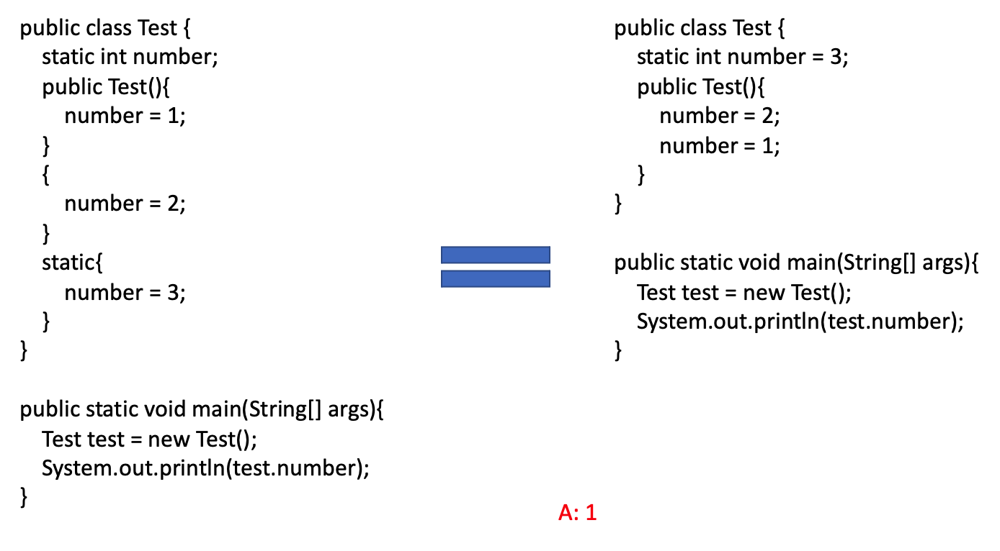 public class Test {
static int number;
public Test(){
number = 1;
}
{
number = 2;
}
static{
number = 3;
}
}
public static void main(String[] args){
Test test = new Test();
System.out.println(test.number);
}
public class Test {
static int number = 3;
public Test(){
number = 2;
number = 1;
}
}
public static void main(String[] args){
Test test = new Test();
System.out.println(test.number);
}
A: 1